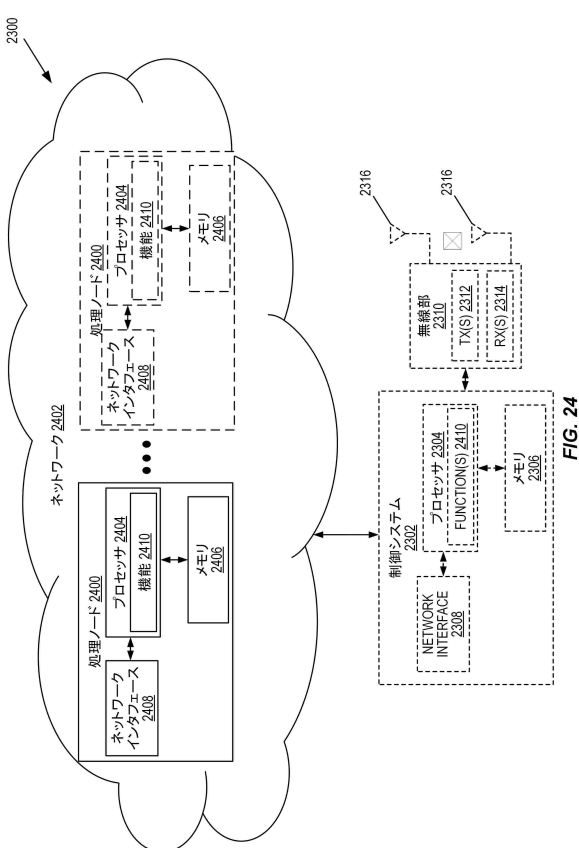 2300
ネットワーク 2402
処理ノード 2400
ネットワーク
インタフェース
2408
プロセッサ 2404
機能 2410
メモリ
2406
処理ノード 2400
ネットワーク
インタフェース
2408
プロセッサ 2404
機能 2410
メモリ
2406
制御システム
2302
NETWORK
INTERFACE
2308
プロセッサ 2304
FUNCTION(S) 2410
メモリ
2306
無線部
2310
TX(S) 2312
RX(S) 2314
2316
2316
FIG. 24